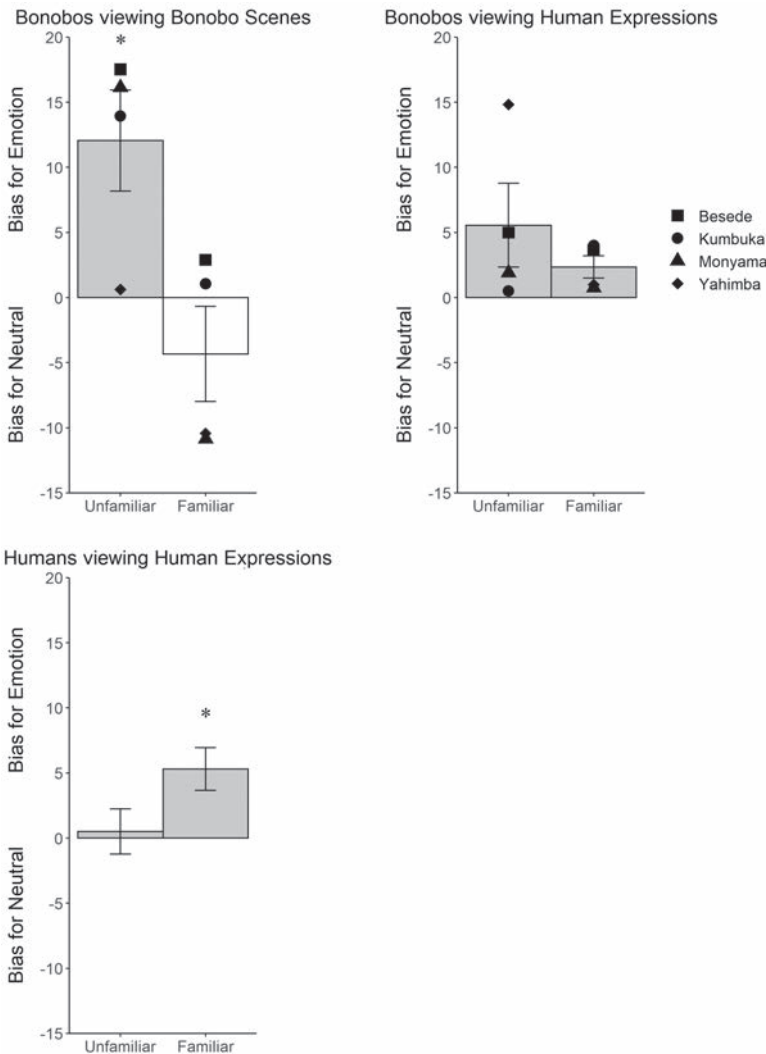 Bonobos viewing Bonobo Scenes
20
*
15
10
5
0
-5
-10
-15
Bias for Emotion
Bias for Neutral
Unfamiliar Familiar
Bonobos viewing Human Expressions
20
15
10
5
0
-5
-10
-15
Bias for Emotion
Bias for Neutral
Unfamiliar Familiar
Besede
Kumbuka
Monyama
Yahimba
Humans viewing Human Expressions
20
15
10
*
5
0
-5
-10
-15
Bias for Emotion
Bias for Neutral
Unfamiliar Familiar